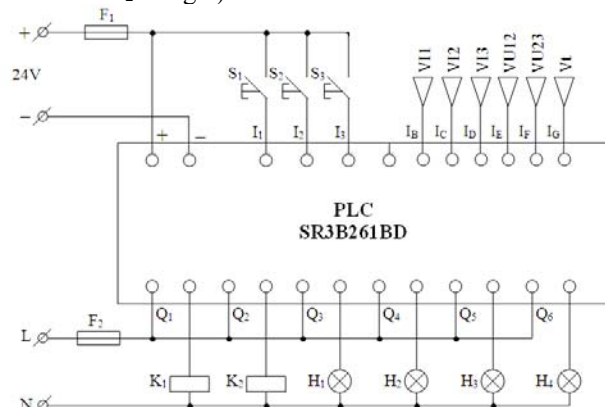 F1
+
24V
−
S1 S2 S3
VI1 VI2 VI3 VU12 VU23 Vt
+ − I1 I2 I3 IB IC ID IE IF IG
PLC
SR3B261BD
Q1 Q2 Q3 Q4 Q5 Q6
L F2
N K1 K2 H1 H2 H3 H4